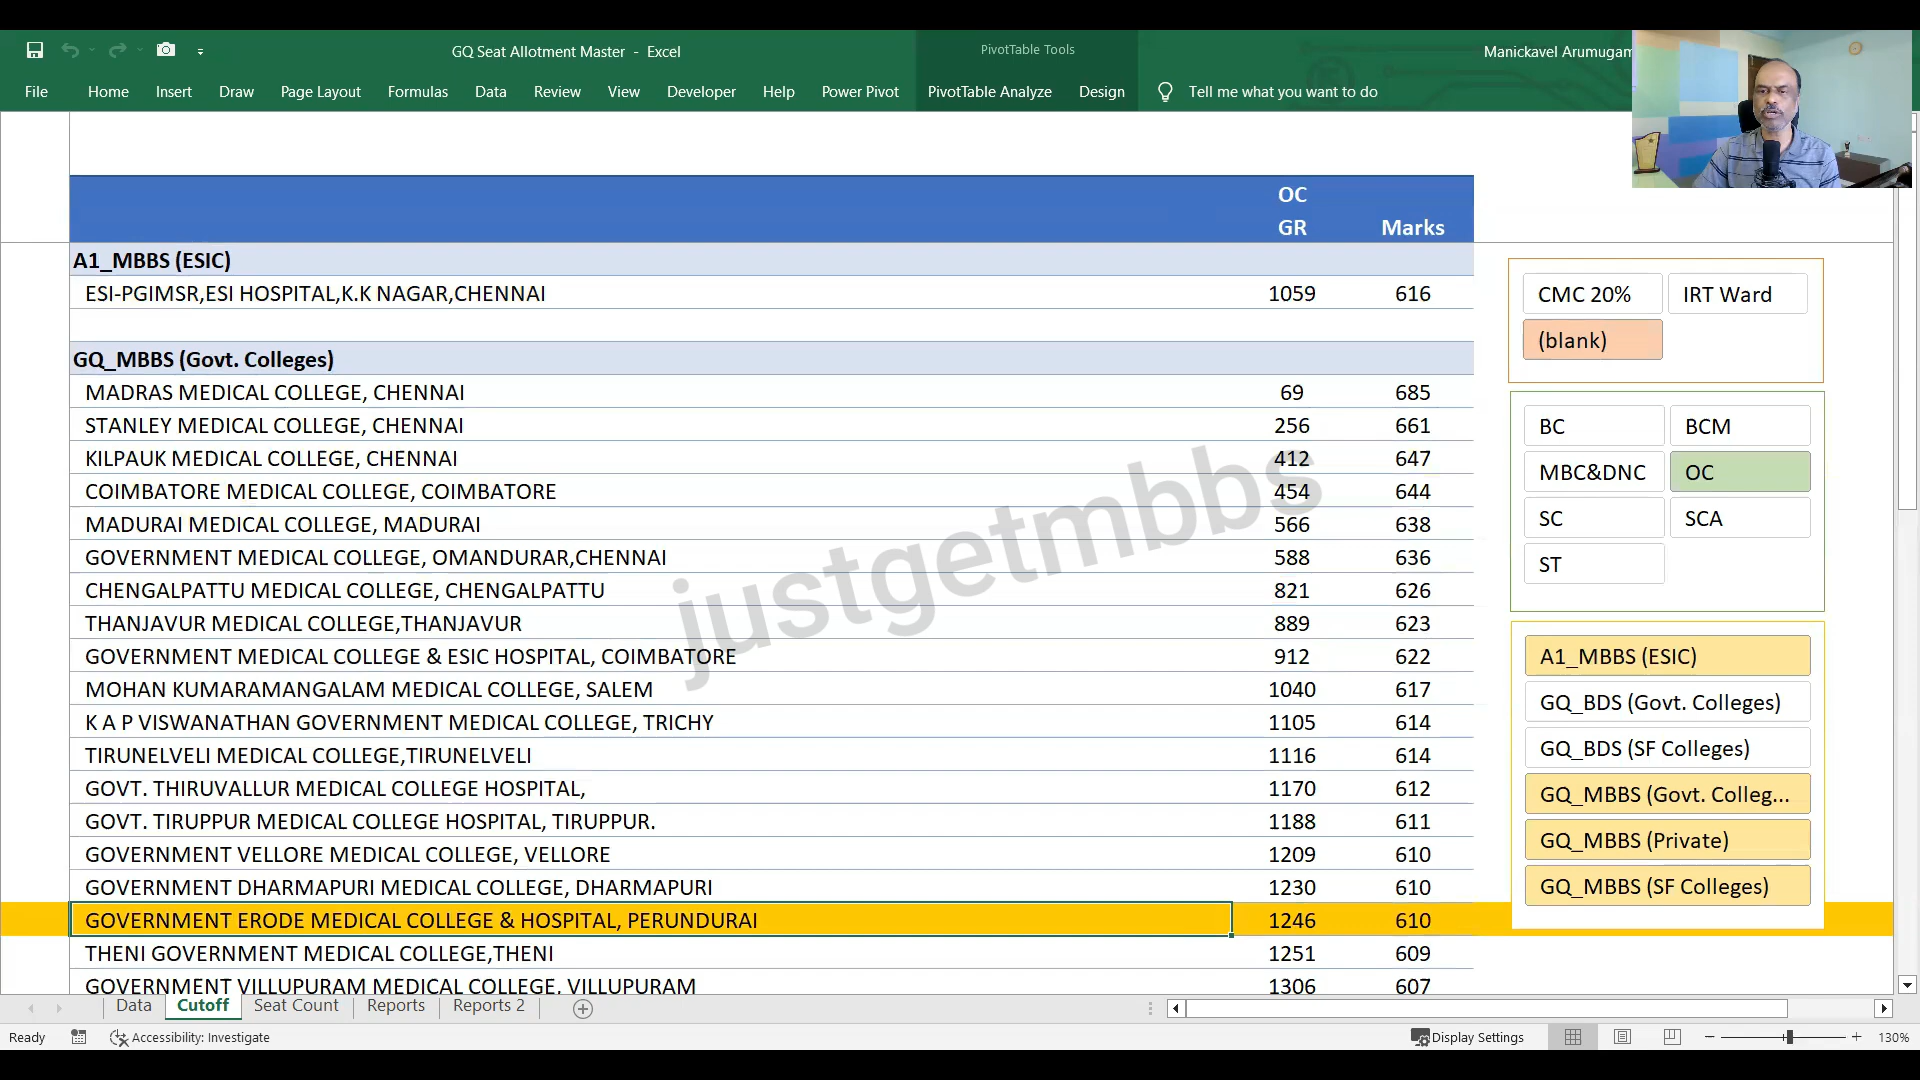 GQ Seat Allotment Master - Excel
PivotTable Tools
Manickavel Arumugam
File Home Insert Draw Page Layout Formulas Data Review View Developer Help Power Pivot PivotTable Analyze Design Tell me what you want to do
OC
GR Marks
A1_MBBS (ESIC)
ESI-PGIMSR,ESI HOSPITAL,K.K NAGAR,CHENNAI 1059 616
GQ_MBBS (Govt. Colleges)
MADRAS MEDICAL COLLEGE, CHENNAI 69 685
STANLEY MEDICAL COLLEGE, CHENNAI 256 661
KILPAUK MEDICAL COLLEGE, CHENNAI 412 647
COIMBATORE MEDICAL COLLEGE, COIMBATORE 454 644
MADURAI MEDICAL COLLEGE, MADURAI 566 638
GOVERNMENT MEDICAL COLLEGE, OMANDURAR,CHENNAI 588 636
CHENGALPATTU MEDICAL COLLEGE, CHENGALPATTU 821 626
THANJAVUR MEDICAL COLLEGE,THANJAVUR 889 623
GOVERNMENT MEDICAL COLLEGE & ESIC HOSPITAL, COIMBATORE 912 622
MOHAN KUMARAMANGALAM MEDICAL COLLEGE, SALEM 1040 617
K A P VISWANATHAN GOVERNMENT MEDICAL COLLEGE, TRICHY 1105 614
TIRUNELVELI MEDICAL COLLEGE,TIRUNELVELI 1116 614
GOVT. THIRUVALLUR MEDICAL COLLEGE HOSPITAL, 1170 612
GOVT. TIRUPPUR MEDICAL COLLEGE HOSPITAL, TIRUPPUR. 1188 611
GOVERNMENT VELLORE MEDICAL COLLEGE, VELLORE 1209 610
GOVERNMENT DHARMAPURI MEDICAL COLLEGE, DHARMAPURI 1230 610
GOVERNMENT ERODE MEDICAL COLLEGE & HOSPITAL, PERUNDURAI 1246 610
THENI GOVERNMENT MEDICAL COLLEGE,THENI 1251 609
GOVERNMENT VILLUPURAM MEDICAL COLLEGE, VILLUPURAM 1306 607
justgetmbbs
CMC 20% IRT Ward
(blank)
BC BCM
MBC&DNC OC
SC SCA
ST
A1_MBBS (ESIC)
GQ_BDS (Govt. Colleges)
GQ_BDS (SF Colleges)
GQ_MBBS (Govt. Colleg...
GQ_MBBS (Private)
GQ_MBBS (SF Colleges)
Data Cutoff Seat Count Reports Reports 2
Ready Accessibility: Investigate Display Settings 130%